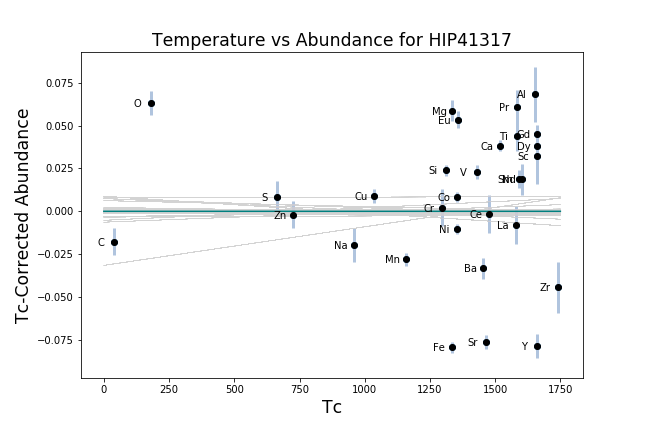 Temperature vs Abundance for HIP41317
Tc-Corrected Abundance
0.075
0.050
0.025
0.000
−0.025
−0.050
−0.075
O
Al
Mg
Pr
Eu
Ti
Gd
Ca
Dy
Sc
Si
V
Nd
S
Cu
Co
Cr
Zn
Ce
La
Ni
C
Na
Mn
Ba
Zr
Fe
Sr
Y
0
250
500
750
1000
1250
1500
1750
Tc